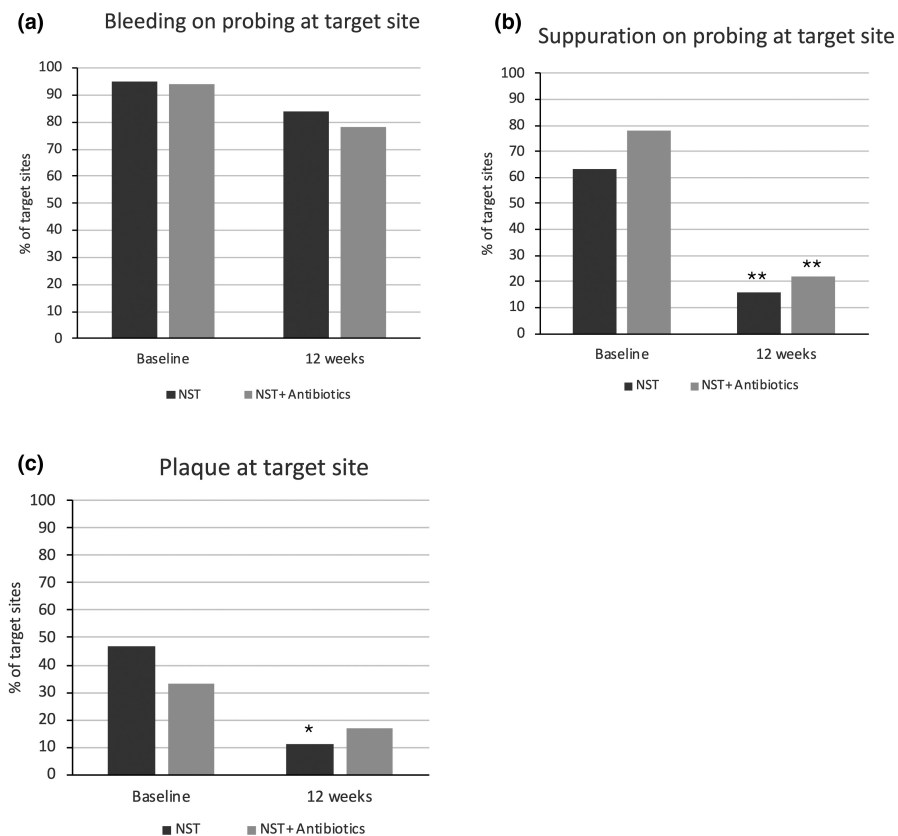 (a)
Bleeding on probing at target site
100
90
80
70
60
50
40
30
20
10
0
% of target sites
Baseline
12 weeks
NST
NST+ Antibiotics
(b)
Suppuration on probing at target site
100
90
80
70
60
50
40
30
20
10
0
% of target sites
**
**
Baseline
12 weeks
NST
NST+ Antibiotics
(c)
Plaque at target site
100
90
80
70
60
50
40
30
20
10
0
% of target sites
*
Baseline
12 weeks
NST
NST+ Antibiotics